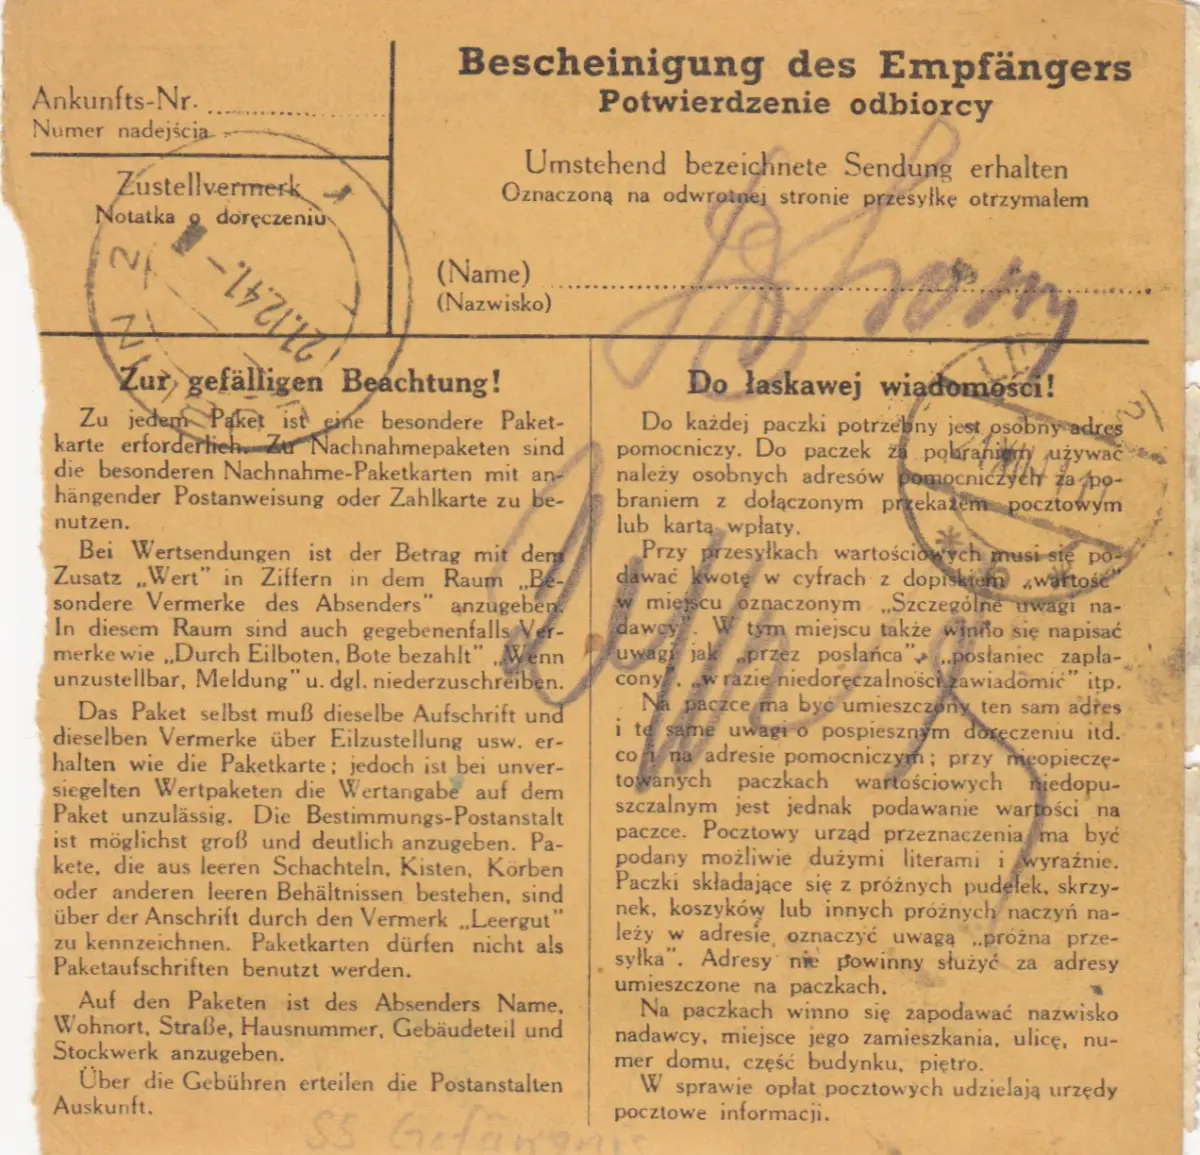 Ankunfts-Nr.
Numer nadejścia
Zustellvermerk
Notatka o doręczeniu
Bescheinigung des Empfängers
Potwierdzenie odbiorcy
Umstehend bezeichnete Sendung erhalten
Oznaczoną na odwrotnej stronie przesyłkę otrzymałem
(Name)
(Nazwisko)
21.12.41.-
Zur gefälligen Beachtung!
Zu jedem Paket ist eine besondere Paket-
karte erforderlich. Zu Nachnahmepaketen sind
die besonderen Nachnahme-Paketkarten mit an-
hängender Postanweisung oder Zahlkarte zu be-
nutzen.
Bei Wertsendungen ist der Betrag mit dem
Zusatz „Wert" in Ziffern in dem Raum „Be-
sondere Vermerke des Absenders" anzugeben.
In diesem Raum sind auch gegebenenfalls Ver-
merke wie „Durch Eilboten, Bote bezahlt" „Wenn
unzustellbar, Meldung" u. dgl. niederzuschreiben.
Das Paket selbst muß dieselbe Aufschrift und
dieselben Vermerke über Eilzustellung usw. er-
halten wie die Paketkarte; jedoch ist bei unver-
siegelten Wertpaketen die Wertangabe auf dem
Paket unzulässig. Die Bestimmungs-Postanstalt
ist möglichst groß und deutlich anzugeben. Pa-
kete, die aus leeren Schachteln, Kisten, Körben
oder anderen leeren Behältnissen bestehen, sind
über der Anschrift durch den Vermerk „Leergut"
zu kennzeichnen. Paketkarten dürfen nicht als
Paketaufschriften benutzt werden.
Auf den Paketen ist des Absenders Name,
Wohnort, Straße, Hausnummer, Gebäudeteil und
Stockwerk anzugeben.
Über die Gebühren erteilen die Postanstalten
Auskunft.
Do łaskawej wiadomości!
Do każdej paczki potrzebny jest osobny adres
pomocniczy. Do paczek za pobraniem używać
należy osobnych adresów pomocniczych za po-
braniem z dołączonym przekazem pocztowym
lub kartą wpłaty.
Przy przesyłkach wartościowych musi się po-
dawać kwotę w cyfrach z dopiskiem „wartość"
w miejscu oznaczonym „Szczególne uwagi na-
dawcy". W tym miejscu także winno się napisać
uwagi jak „przez posłańca", „posłaniec zapła-
cony", „w razie niedoręczalności zawiadomić" itp.
Na paczce ma być umieszczony ten sam adres
i te same uwagi o pospiesznym doręczeniu itd.
co i na adresie pomocniczym; przy nieopieczę-
towanych paczkach wartościowych niedopu-
szczalnym jest jednak podawanie wartości na
paczce. Pocztowy urząd przeznaczenia ma być
podany możliwie dużymi literami i wyraźnie.
Paczki składające się z próżnych pudełek, skrzy-
nek, koszyków lub innych próżnych naczyń na-
leży w adresie oznaczyć uwagą „próżna prze-
syłka". Adresy nie powinny służyć za adresy
umieszczone na paczkach.
Na paczkach winno się zapodawać nazwisko
nadawcy, miejsce jego zamieszkania, ulicę, nu-
mer domu, część budynku, piętro.
W sprawie opłat pocztowych udzielają urzędy
pocztowe informacji.
SS Gefängnis